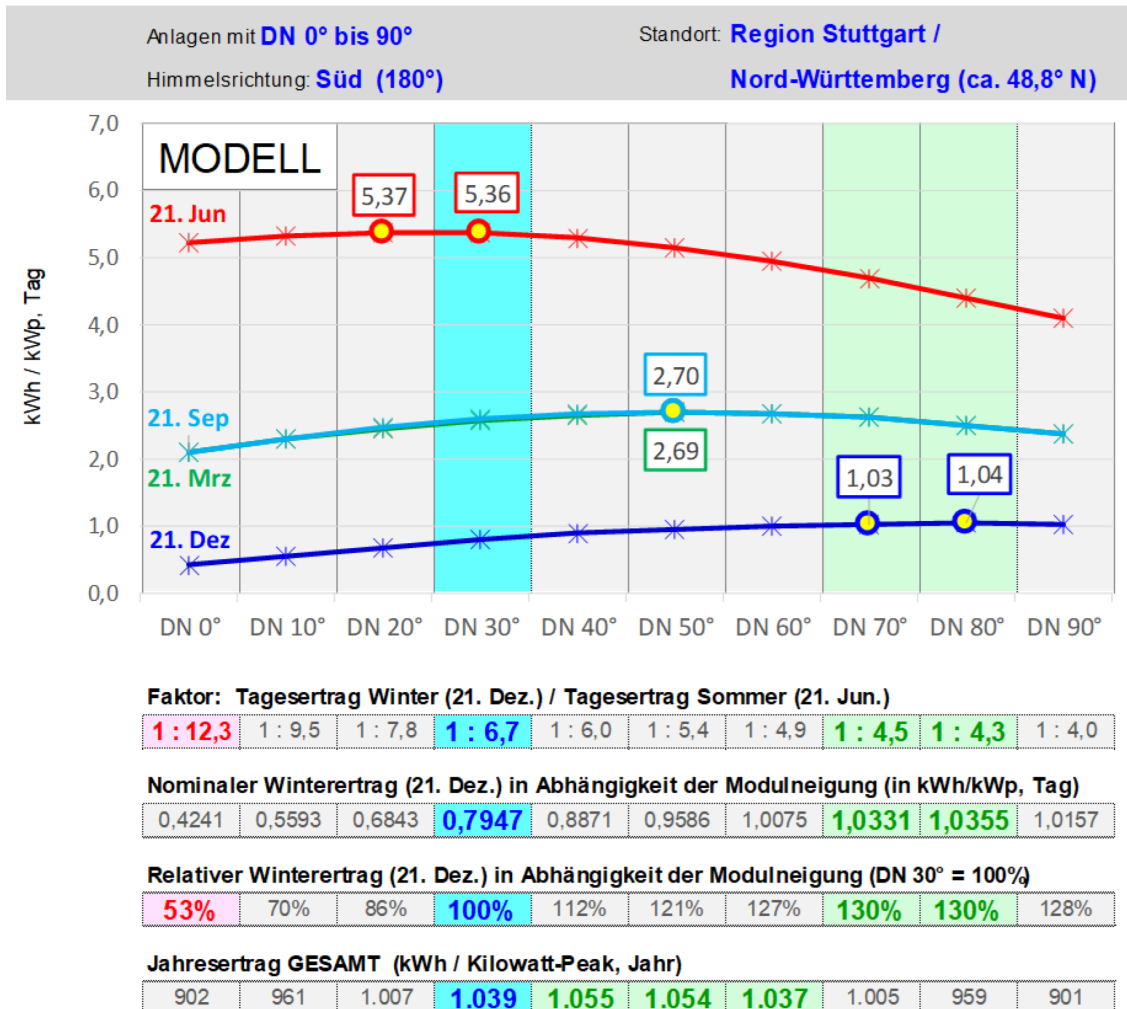 Anlagen mit DN 0° bis 90° Standort: Region Stuttgart /
Himmelsrichtung: Süd (180°) Nord-Württemberg (ca. 48,8° N)
7,0
MODELL
6,0
5,37 5,36
21. Jun
5,0
kWh / kWp, Tag
4,0
3,0
2,70
21. Sep
2,69
2,0
21. Mrz
1,03 1,04
1,0
21. Dez
0,0
DN 0° DN 10° DN 20° DN 30° DN 40° DN 50° DN 60° DN 70° DN 80° DN 90°
Faktor: Tagesertrag Winter (21. Dez.) / Tagesertrag Sommer (21. Jun.)
1 : 12,3 1 : 9,5 1 : 7,8 1 : 6,7 1 : 6,0 1 : 5,4 1 : 4,9 1 : 4,5 1 : 4,3 1 : 4,0
Nominaler Winterertrag (21. Dez.) in Abhängigkeit der Modulneigung (in kWh/kWp, Tag)
0,4241 0,5593 0,6843 0,7947 0,8871 0,9586 1,0075 1,0331 1,0355 1,0157
Relativer Winterertrag (21. Dez.) in Abhängigkeit der Modulneigung (DN 30° = 100%)
53% 70% 86% 100% 112% 121% 127% 130% 130% 128%
Jahresertrag GESAMT (kWh / Kilowatt-Peak, Jahr)
902 961 1.007 1.039 1.055 1.054 1.037 1.005 959 901